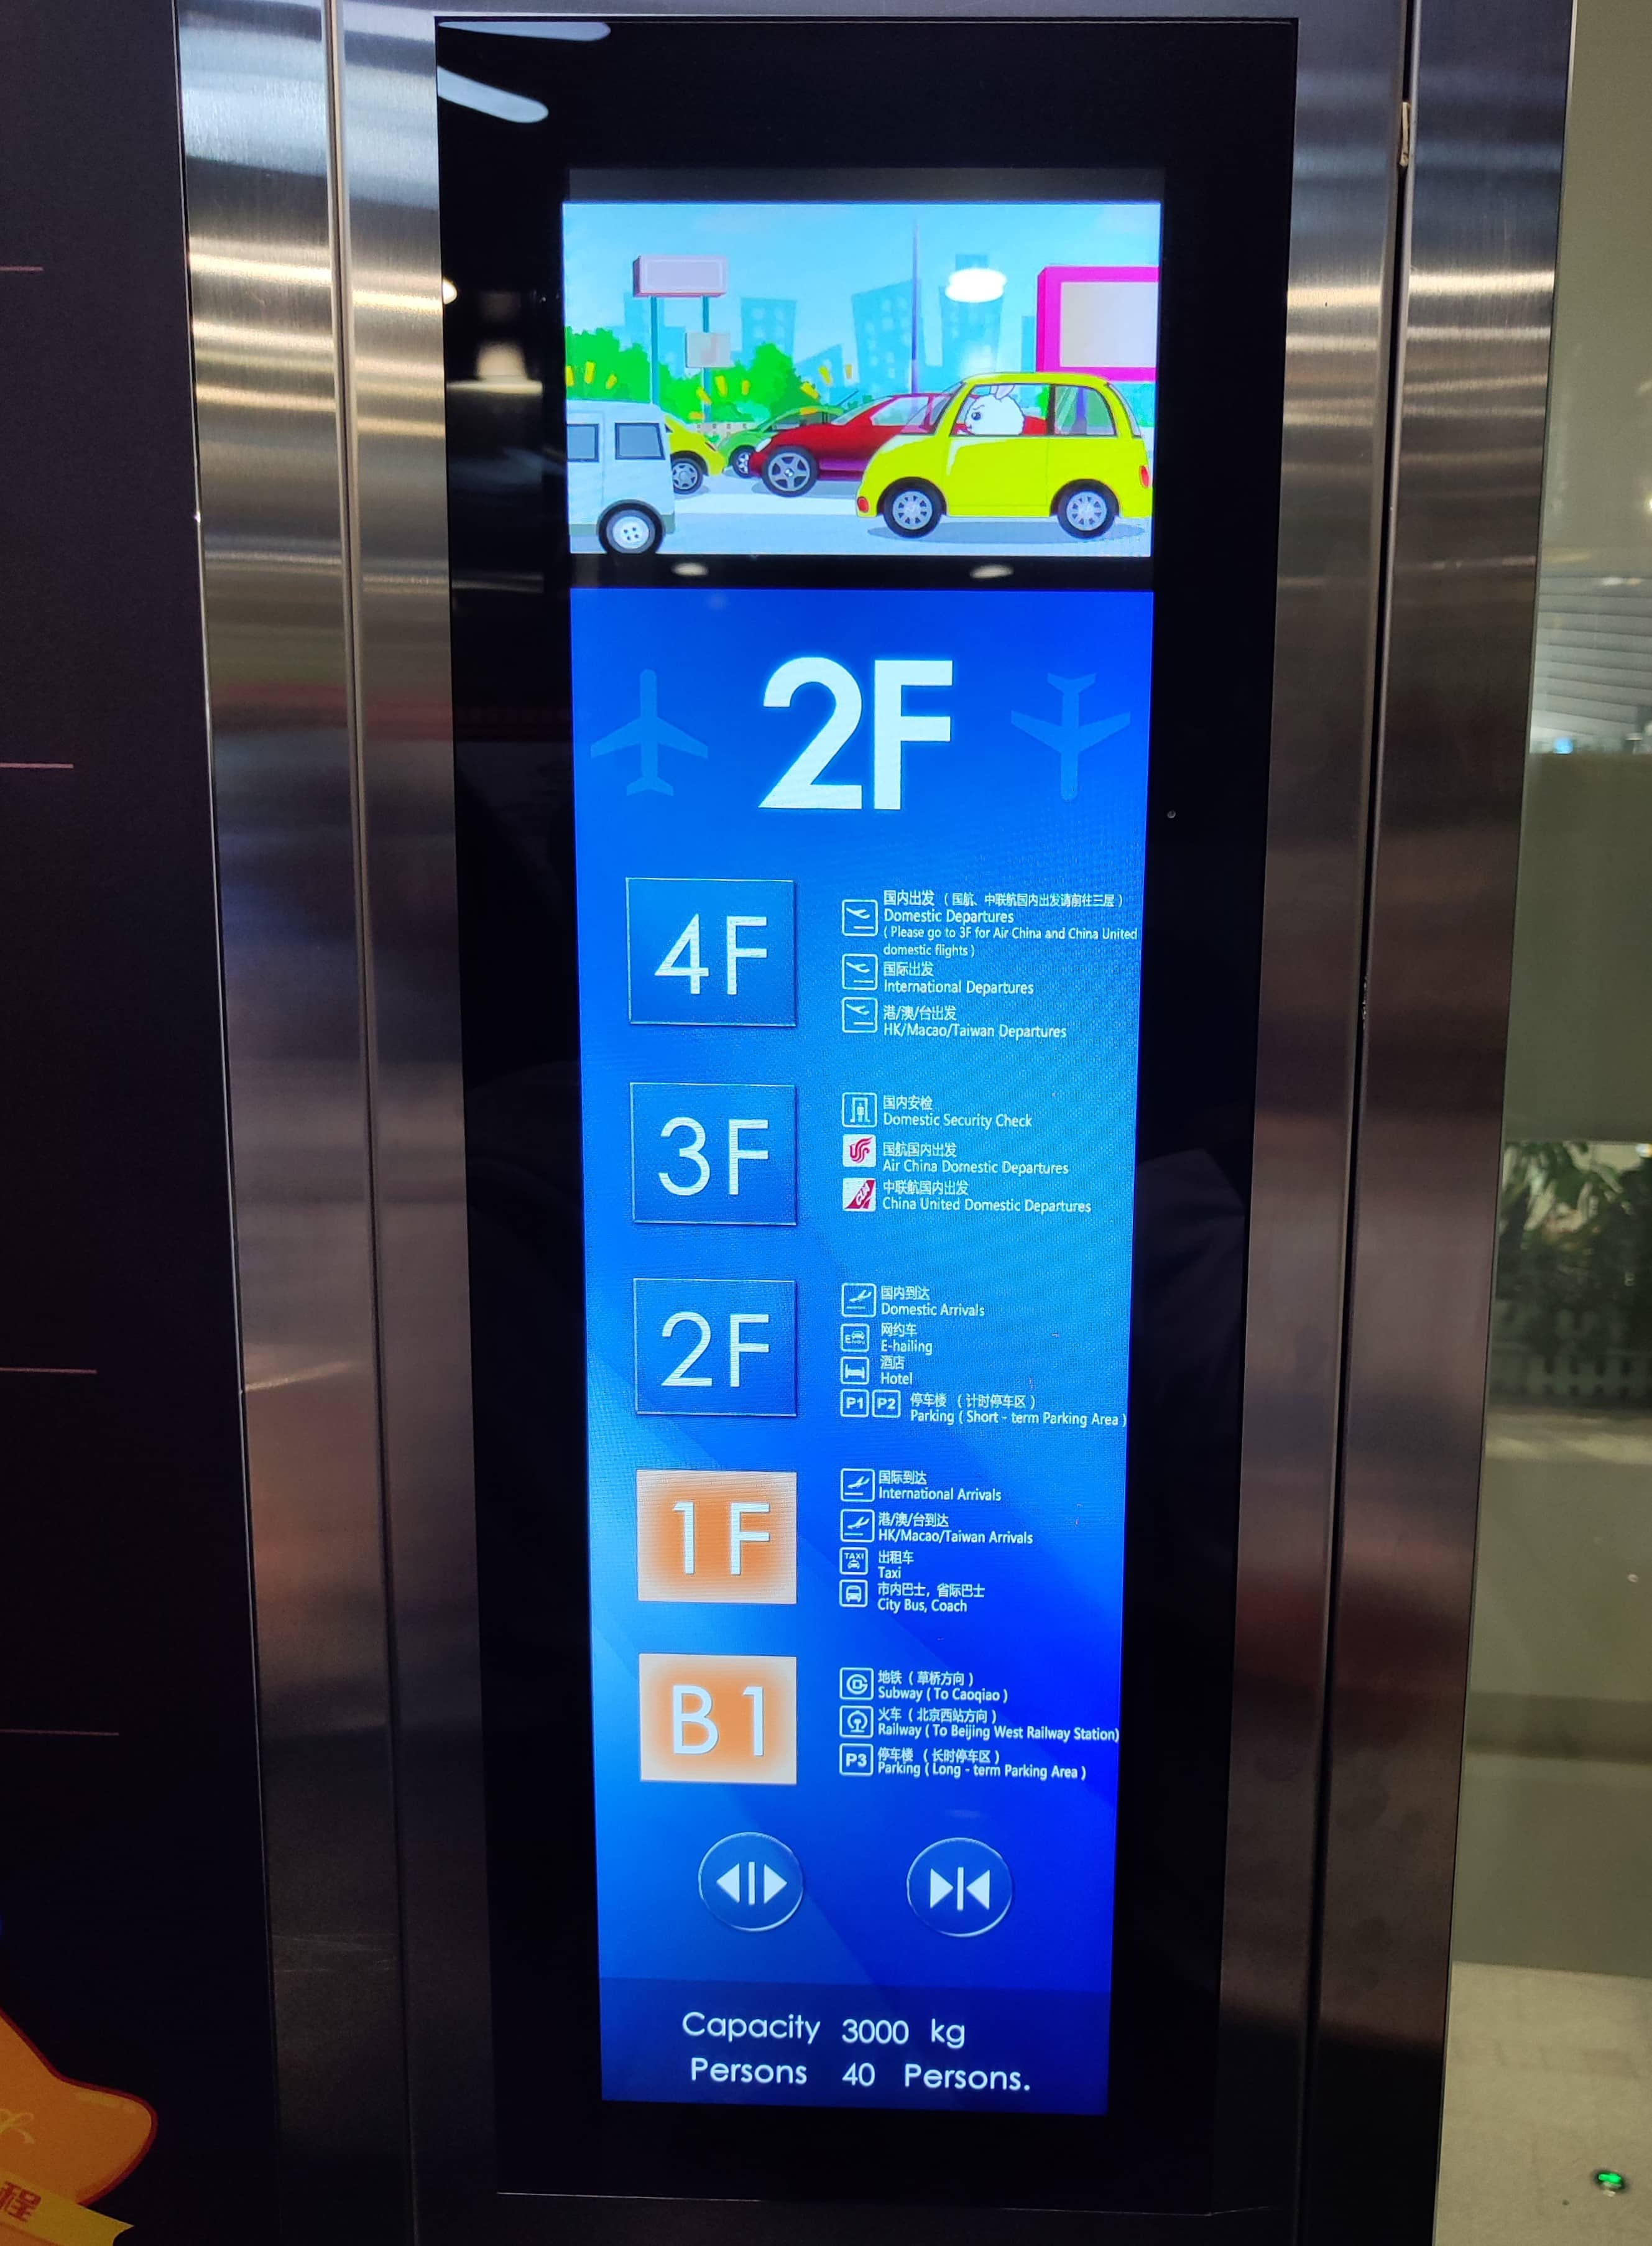 2F
4F
国内出发（国航、中联航国内出发请前往三层）
Domestic Departures
( Please go to 3F for Air China and China United
domestic flights )
国际出发
International Departures
港/澳/台出发
HK/Macao/Taiwan Departures
3F
国内安检
Domestic Security Check
国航国内出发
Air China Domestic Departures
中联航国内出发
China United Domestic Departures
2F
国内到达
Domestic Arrivals
网约车
E-hailing
酒店
Hotel
P1 P2 停车楼（计时停车区）
Parking ( Short - term Parking Area )
1F
国际到达
International Arrivals
港/澳/台到达
HK/Macao/Taiwan Arrivals
TAXI 出租车
Taxi
市内巴士，省际巴士
City Bus, Coach
B1
地铁（草桥方向）
Subway ( To Caoqiao )
火车（北京西站方向）
Railway ( To Beijing West Railway Station)
P3 停车楼（长时停车区）
Parking ( Long - term Parking Area )
Capacity 3000 kg
Persons 40 Persons.
程